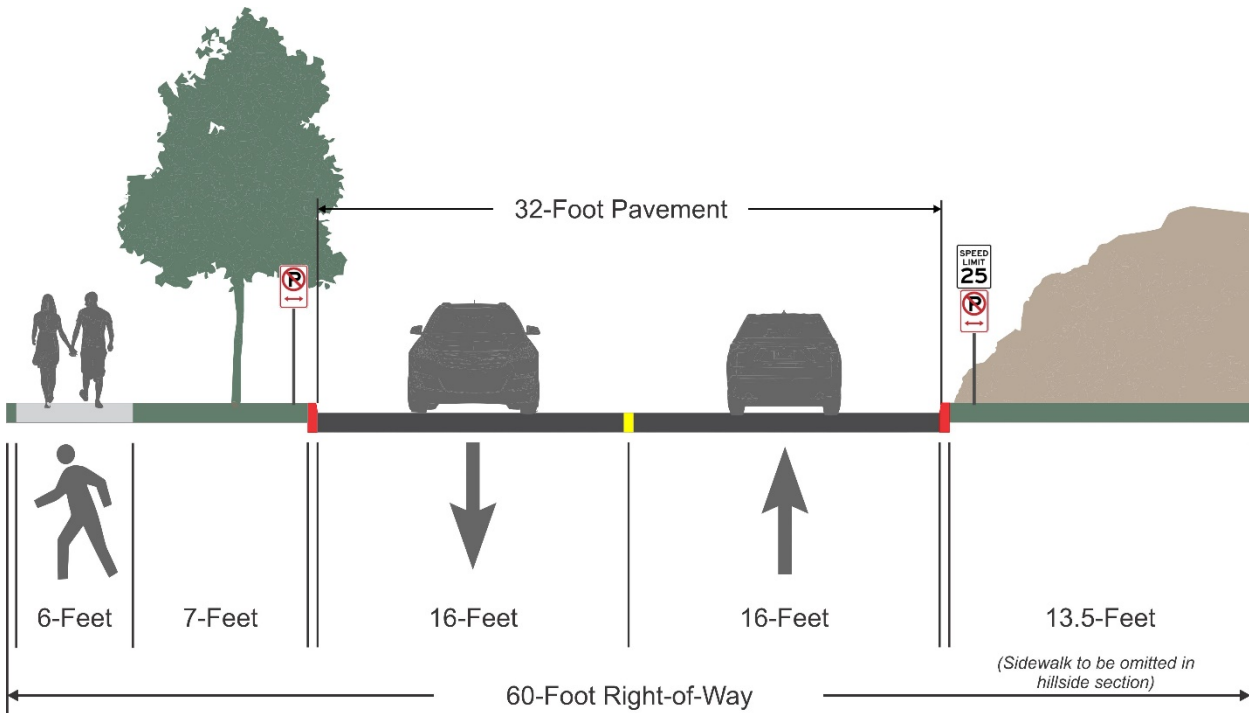 32-Foot Pavement
P
SPEED
LIMIT
25
P
6-Feet
7-Feet
16-Feet
16-Feet
13.5-Feet
(Sidewalk to be omitted in
hillside section)
60-Foot Right-of-Way